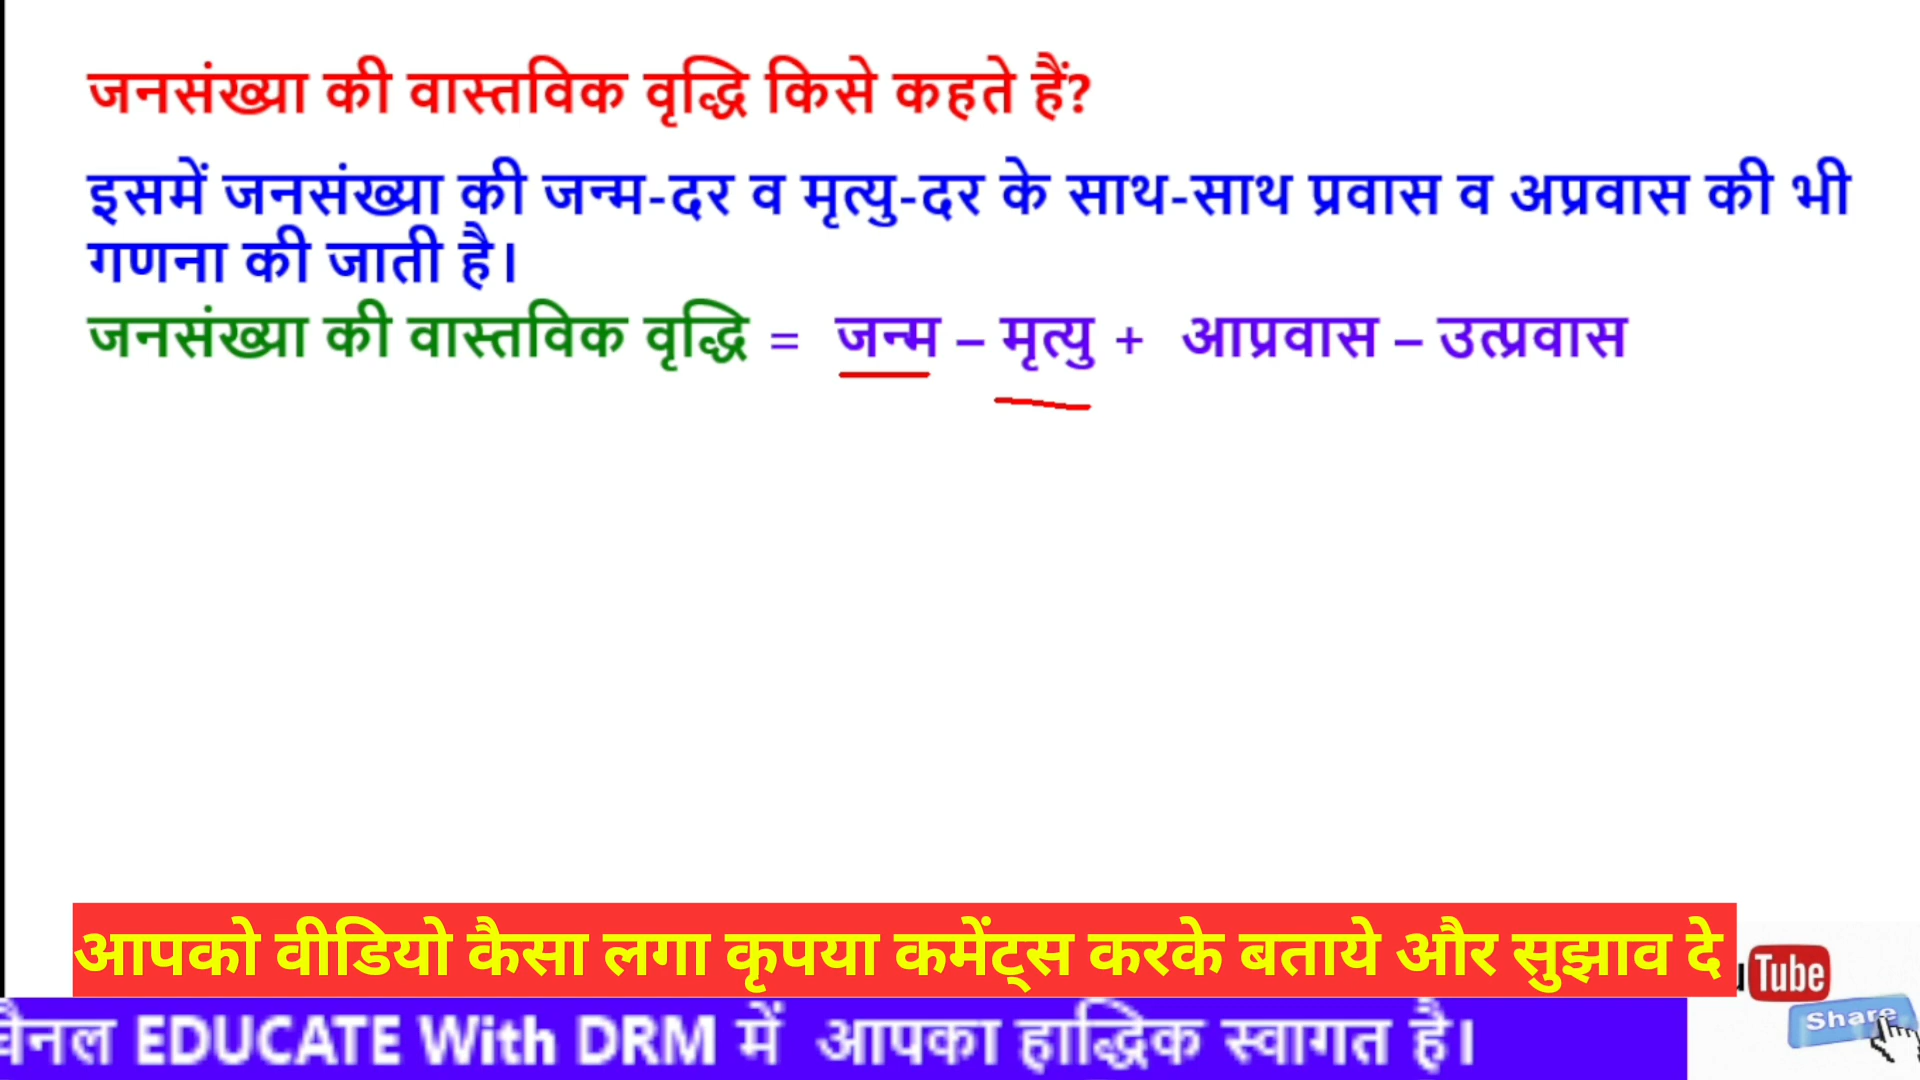 जनसंख्या की वास्तविक वृद्धि किसे कहते हैं?
इसमें जनसंख्या की जन्म-दर व मृत्यु-दर के साथ-साथ प्रवास व अप्रवास की भी
गणना की जाती है।
जनसंख्या की वास्तविक वृद्धि = जन्म – मृत्यु + आप्रवास – उत्प्रवास
आपको वीडियो कैसा लगा कृपया कमेंट्स करके बताये और सुझाव दे
Tube
Share
EDUCATE With DRM में आपका हाद्धिक स्वागत है।